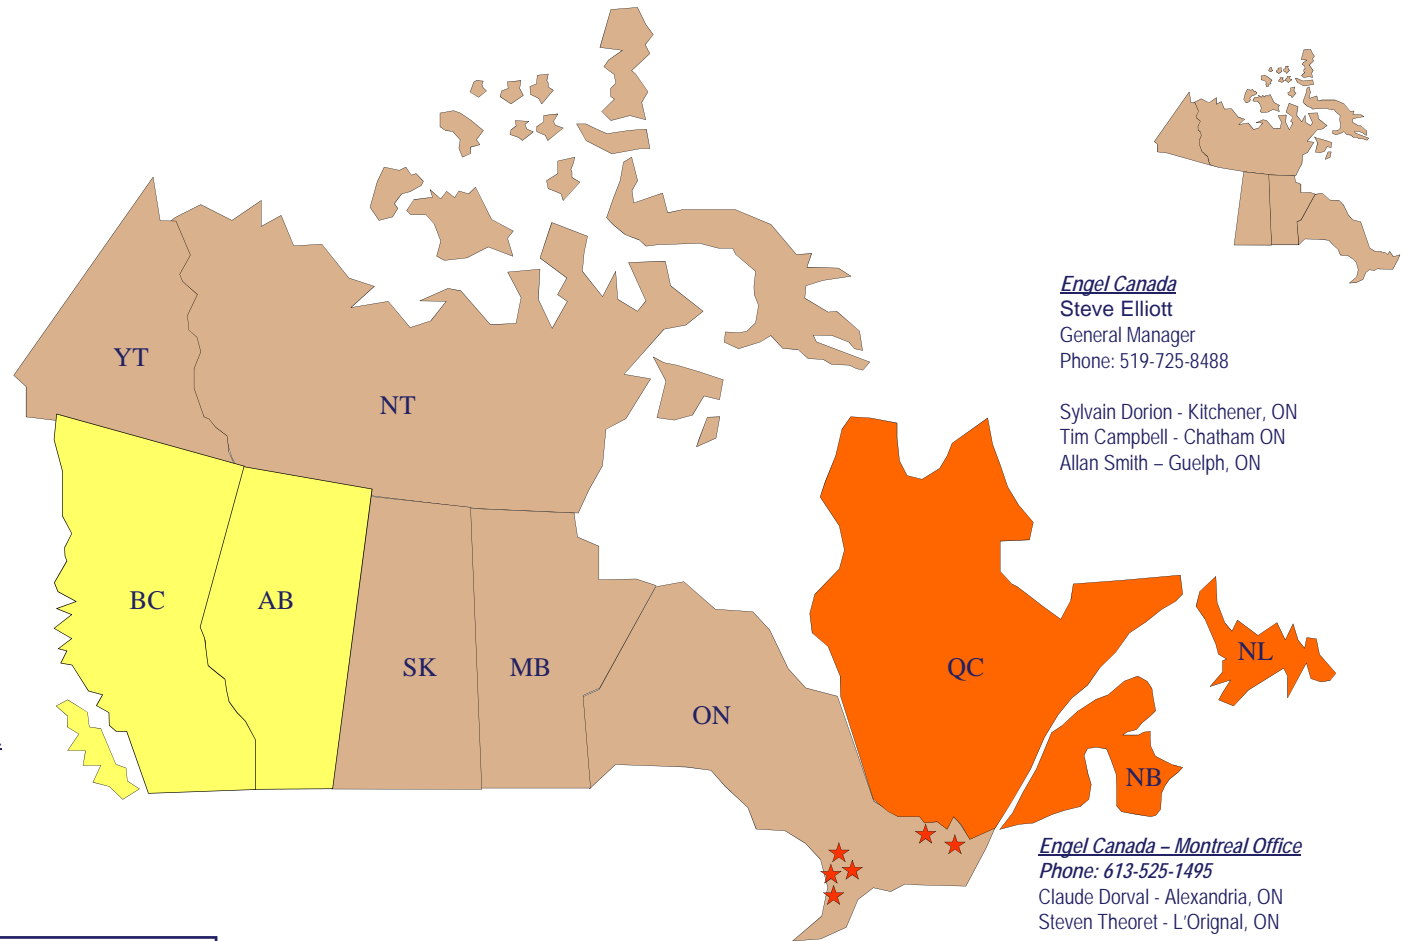 Engel Canada
Steve Elliott
General Manager
Phone: 519-725-8488
YT
NT
Sylvain Dorion - Kitchener, ON
Tim Campbell - Chatham ON
Allan Smith – Guelph, ON
BC
AB
SK
MB
ON
QC
NL
NB
Engel Canada – Montreal Office
Phone: 613-525-1495
Claude Dorval - Alexandria, ON
Steven Theoret - L'Orignal, ON